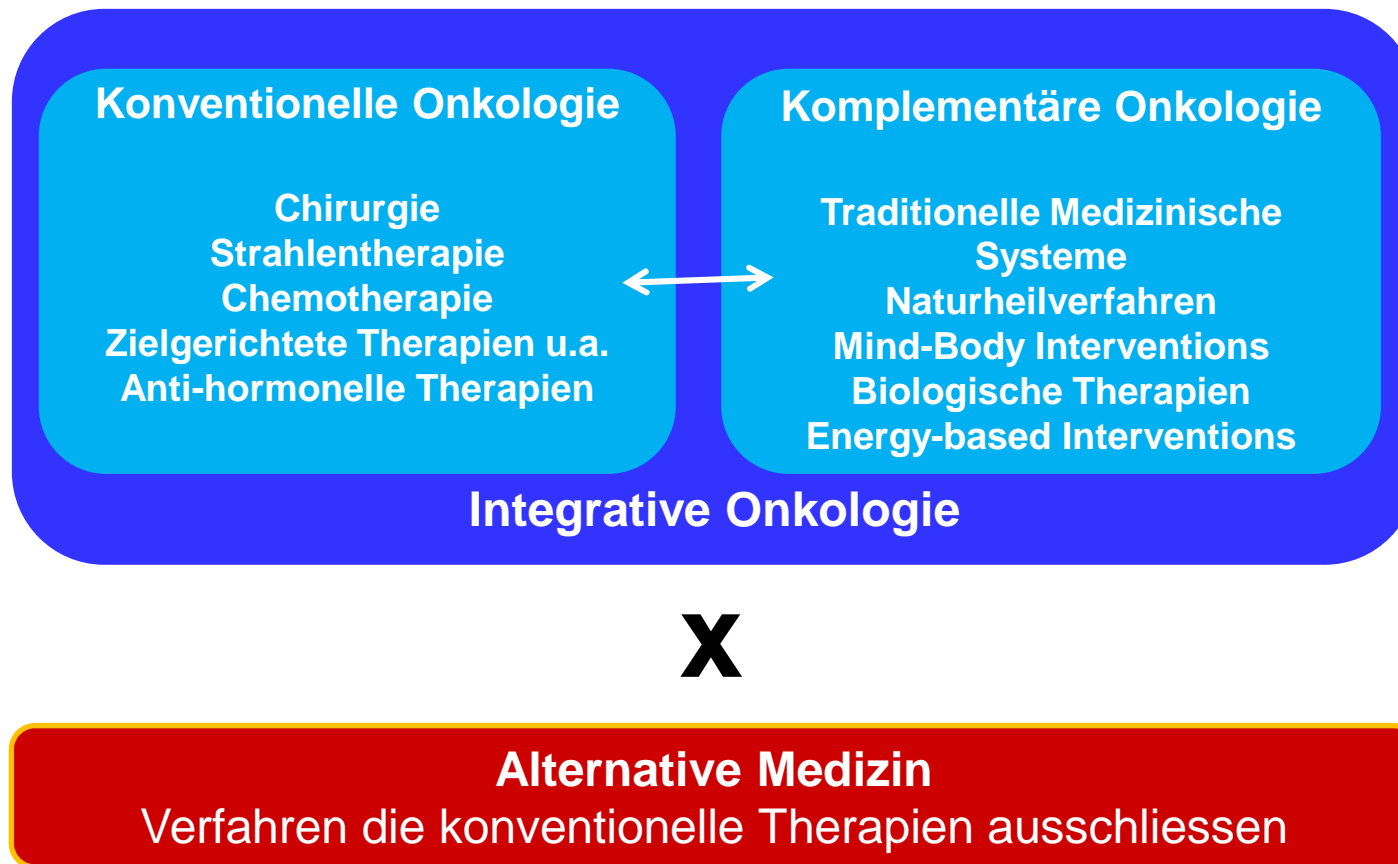 Konventionelle Onkologie
Chirurgie
Strahlentherapie
Chemotherapie
Zielgerichtete Therapien u.a.
Anti-hormonelle Therapien
Komplementäre Onkologie
Traditionelle Medizinische
Systeme
Naturheilverfahren
Mind-Body Interventions
Biologische Therapien
Energy-based Interventions
Integrative Onkologie
x
Alternative Medizin
Verfahren die konventionelle Therapien ausschliessen